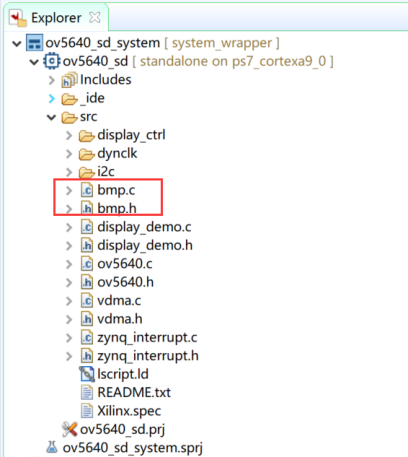 Explorer
ov5640_sd_system [ system_wrapper ]
ov5640_sd [ standalone on ps7_cortexa9_0 ]
Includes
_ide
src
display_ctrl
dynclk
i2c
bmp.c
bmp.h
display_demo.c
display_demo.h
ov5640.c
ov5640.h
vdma.c
vdma.h
zynq_interrupt.c
zynq_interrupt.h
lscript.ld
README.txt
Xilinx.spec
ov5640_sd.prj
ov5640_sd_system.sprj